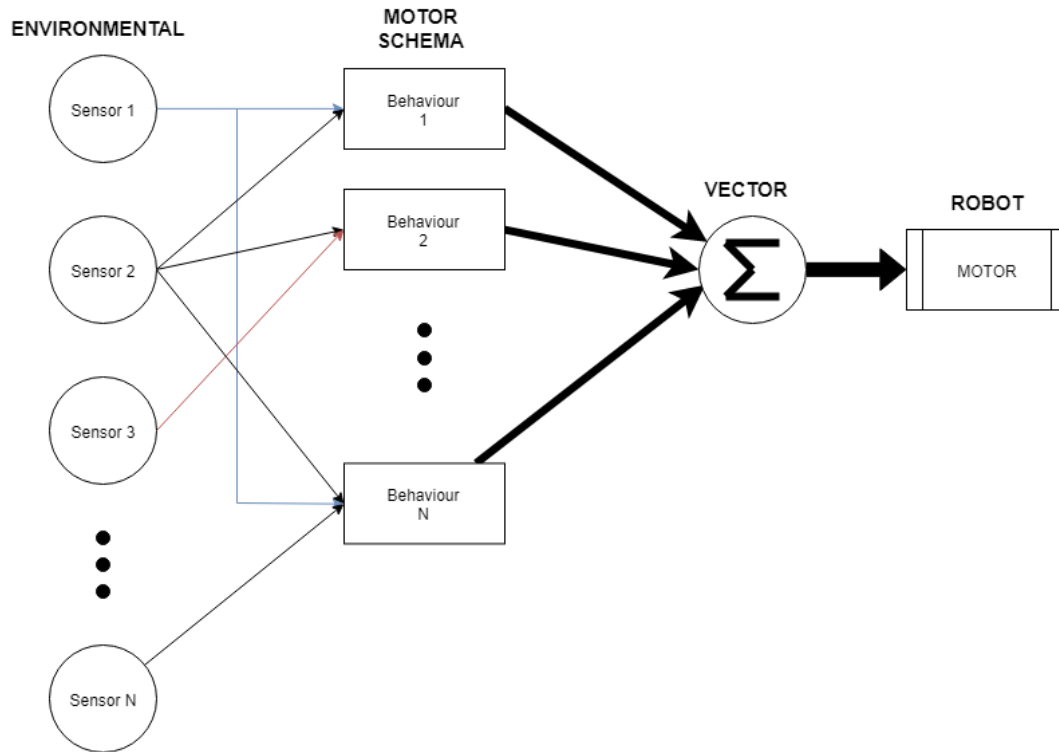 ENVIRONMENTAL
MOTOR
SCHEMA
VECTOR
ROBOT
Sensor 1
Sensor 2
Sensor 3
Sensor N
Behaviour
1
Behaviour
2
Behaviour
N
Σ
MOTOR